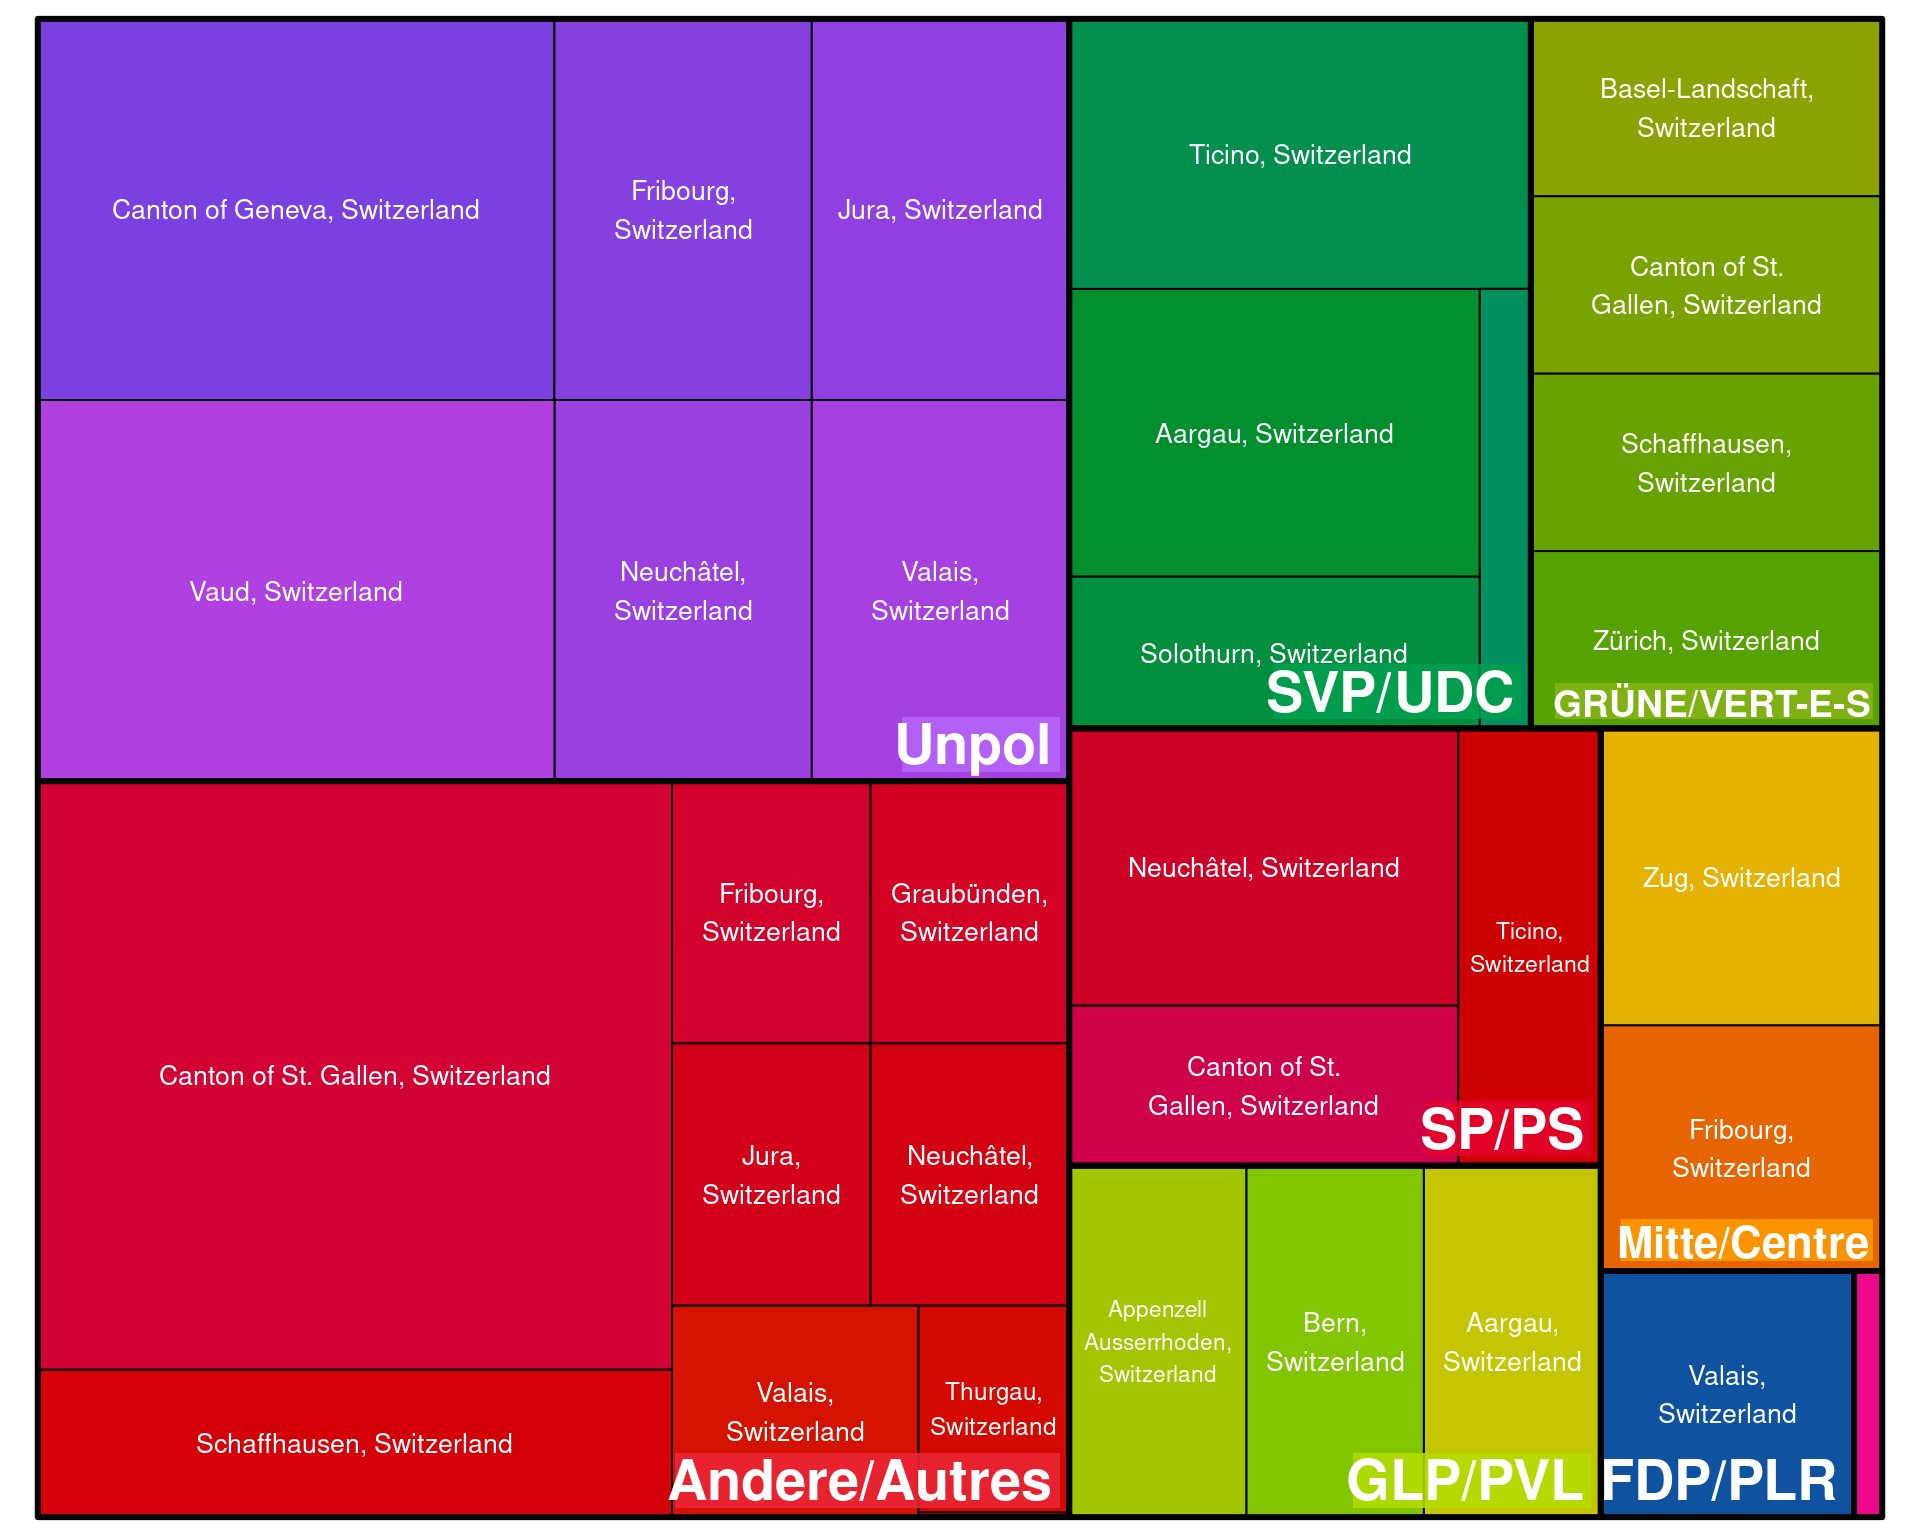 Canton of Geneva, Switzerland
Fribourg,
Switzerland
Jura, Switzerland
Vaud, Switzerland
Neuchâtel,
Switzerland
Valais,
Switzerland
Unpol
Ticino, Switzerland
Aargau, Switzerland
Solothurn, Switzerland
SVP/UDC
Basel-Landschaft,
Switzerland
Canton of St.
Gallen, Switzerland
Schaffhausen,
Switzerland
Zürich, Switzerland
GRÜNE/VERT-E-S
Canton of St. Gallen, Switzerland
Schaffhausen, Switzerland
Fribourg,
Switzerland
Graubünden,
Switzerland
Jura,
Switzerland
Neuchâtel,
Switzerland
Valais,
Switzerland
Thurgau,
Switzerland
Andere/Autres
Neuchâtel, Switzerland
Canton of St.
Gallen, Switzerland
Ticino,
Switzerland
SP/PS
Zug, Switzerland
Fribourg,
Switzerland
Mitte/Centre
Appenzell
Ausserrhoden,
Switzerland
Bern,
Switzerland
Aargau,
Switzerland
GLP/PVL
Valais,
Switzerland
FDP/PLR